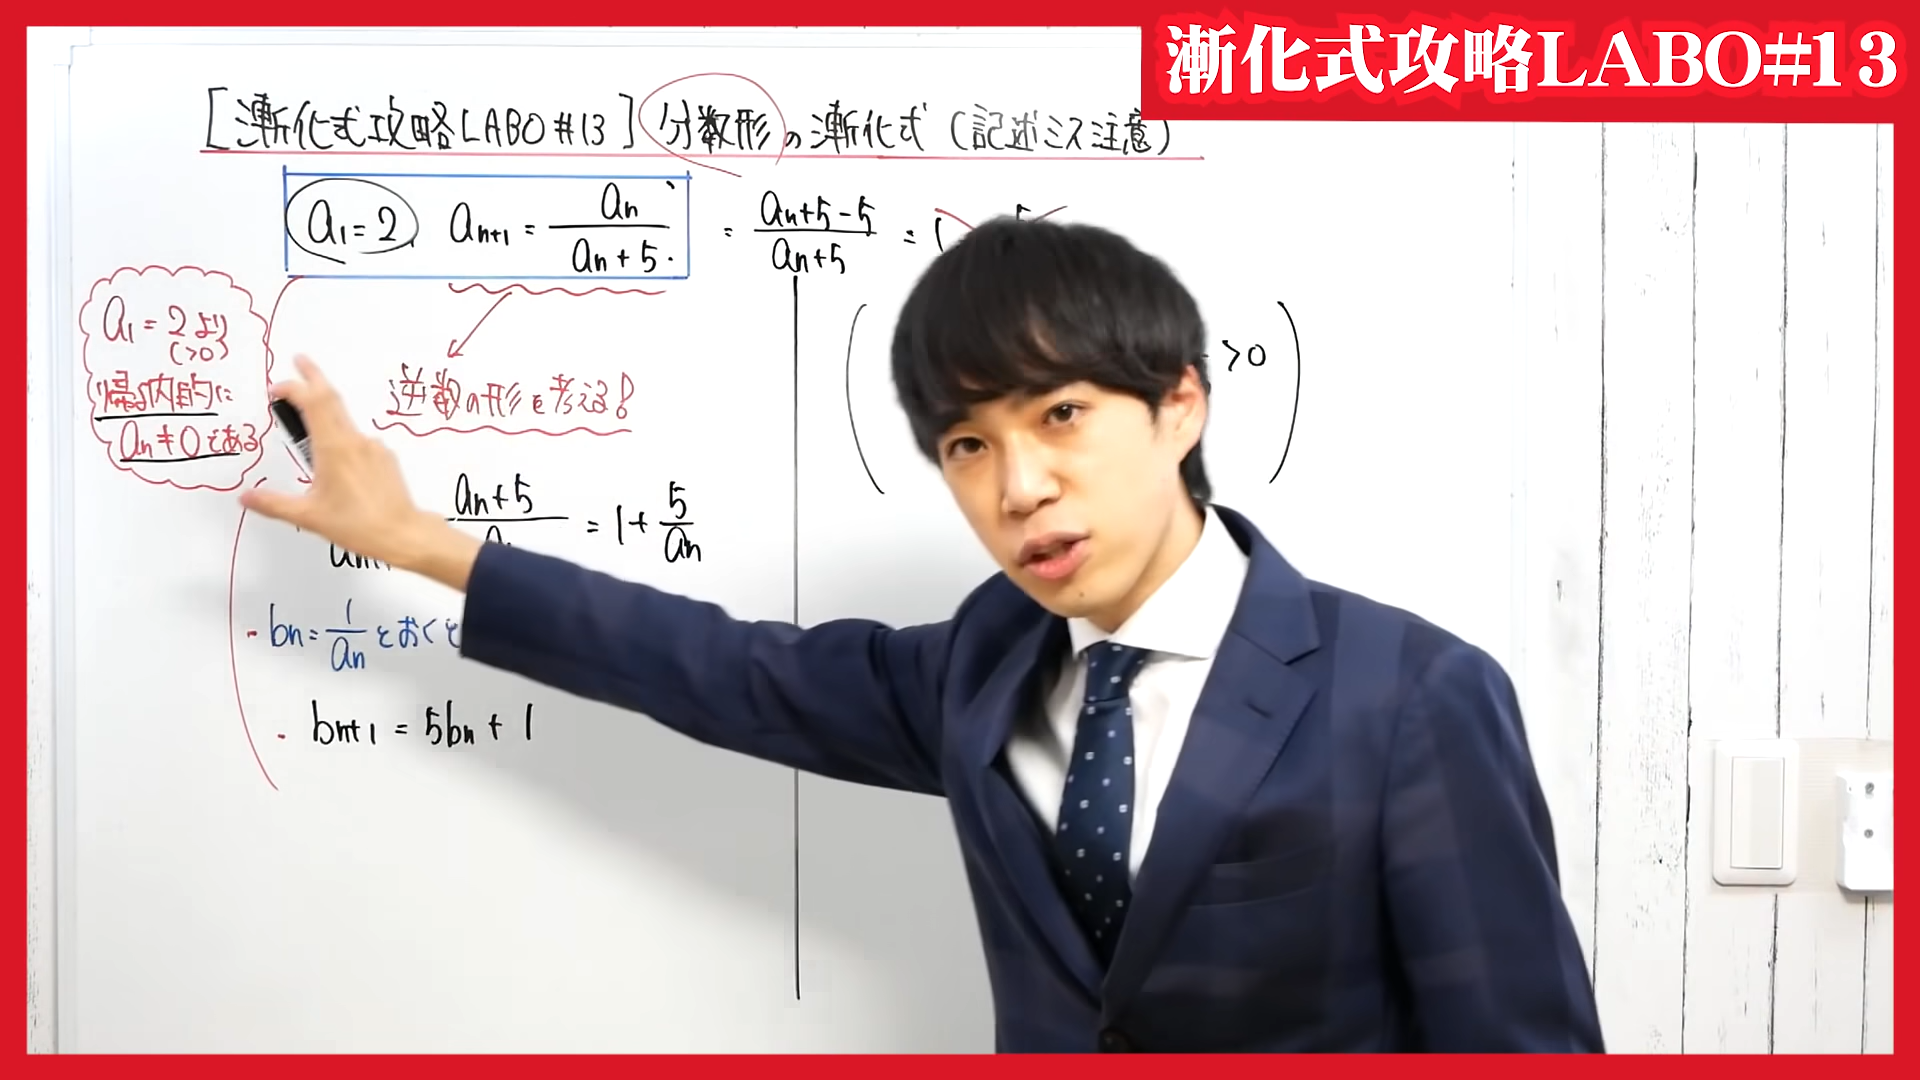 漸化式攻略LABO#13
[漸化式攻略LABO#13] 分数形の漸化式 (記述ミス注意)
a1=2 an+1 = an/(an+5) = (an+5-5)/(an+5) = 1
a1=2より
(>0)
帰納的に
an≠0である
逆数の形を考える!
>0
(an+5)/ = 1+5/an
bn=1/anとおくと
bn+1 = 5bn+1